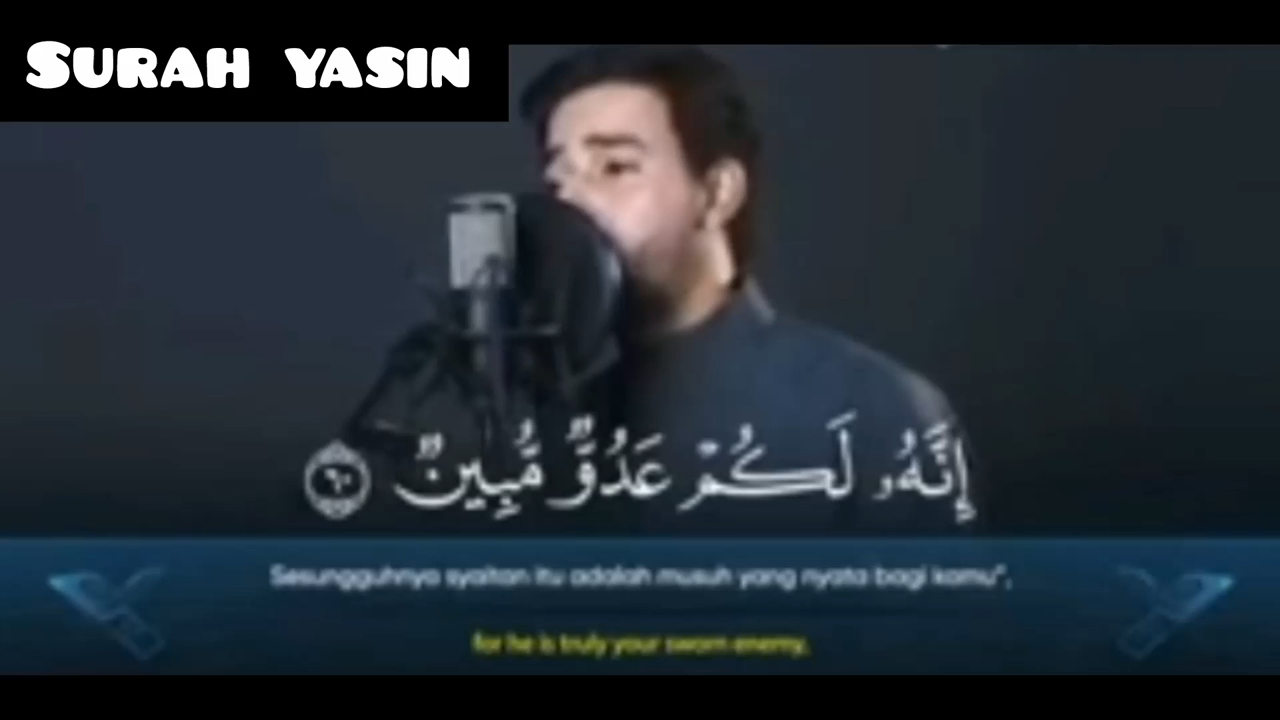 SURAH YASIN
إِنَّهُۥ لَكُمْ عَدُوٌّ مُّبِينٌ ٦٠
Sesungguhnya syaitan itu adalah musuh yang nyata bagi kamu",
for he is truly your sworn enemy,